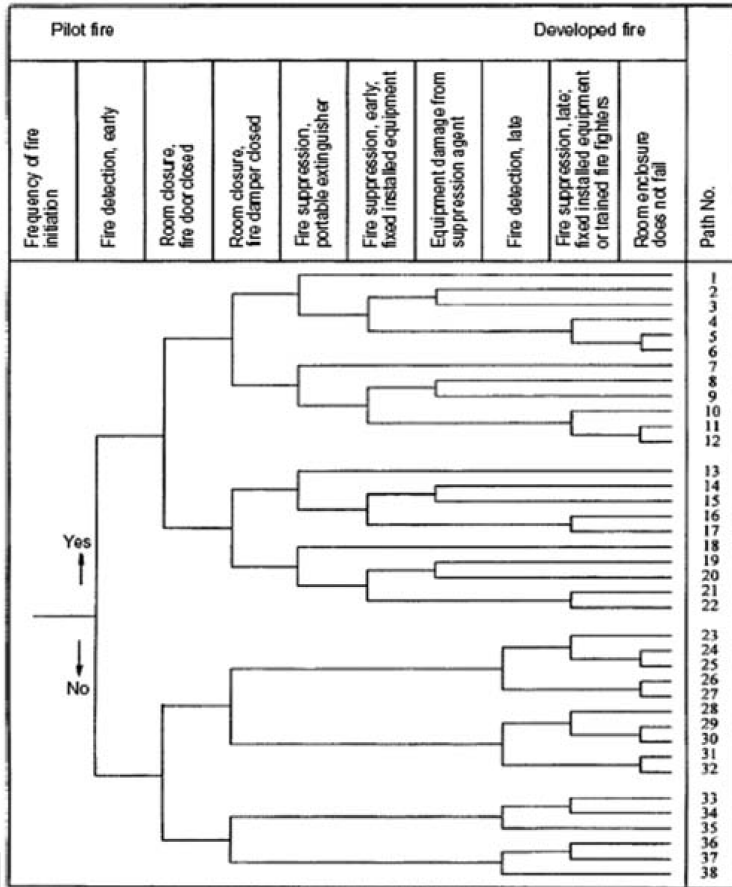 Pilot fire
Developed fire
Frequency of fire
initiation
Fire detection, early
Room closure,
fire door closed
Room closure,
fire damper closed
Fire suppression,
portable extinguisher
Fire suppression, early;
fixed installed equipment
Equipment damage from
suppression agent
Fire detection, late
Fire suppression, late;
fixed installed equipment
or trained fire fighters
Room enclosure
does not fail
Path No.
1
2
3
4
5
6
7
8
9
10
11
12
13
14
15
16
17
Yes
18
19
20
21
22
23
24
25
No
26
27
28
29
30
31
32
33
34
35
36
37
38